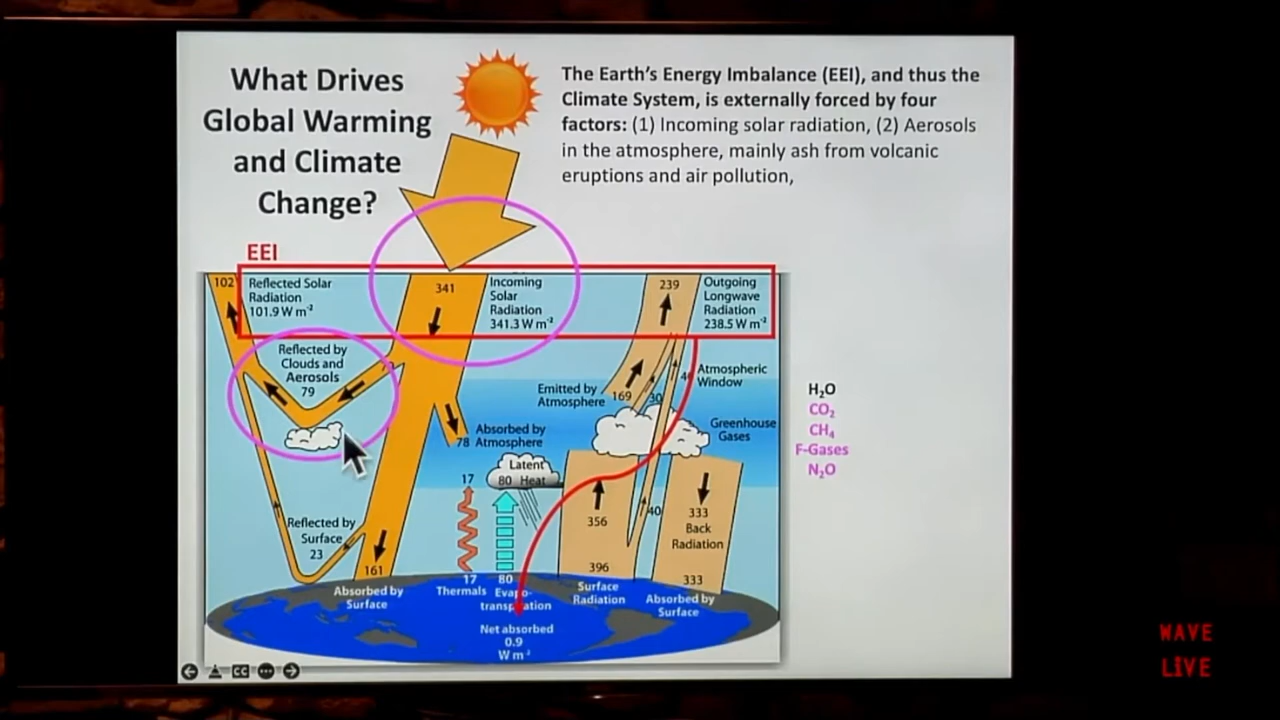 What Drives
Global Warming
and Climate
Change?
The Earth's Energy Imbalance (EEI), and thus the
Climate System, is externally forced by four
factors: (1) Incoming solar radiation, (2) Aerosols
in the atmosphere, mainly ash from volcanic
eruptions and air pollution,
EEI
102
Reflected Solar
Radiation
101.9 W m⁻²
341
Incoming
Solar
Radiation
341.3 W m⁻²
239
Outgoing
Longwave
Radiation
238.5 W m⁻²
Reflected by
Clouds and
Aerosols
79
Emitted by
Atmosphere
169
30
40
Atmospheric
Window
Greenhouse
Gases
H₂O
CO₂
CH₄
F-Gases
N₂O
78
Absorbed by
Atmosphere
17
Latent
80 Heat
Reflected by
Surface
23
161
Absorbed by
Surface
17
Thermals
80
Evapo-
transpiration
356
396
Surface
Radiation
40
333
Back
Radiation
333
Absorbed by
Surface
Net absorbed
0.9
W m⁻²
CC
WAVE
LiVE